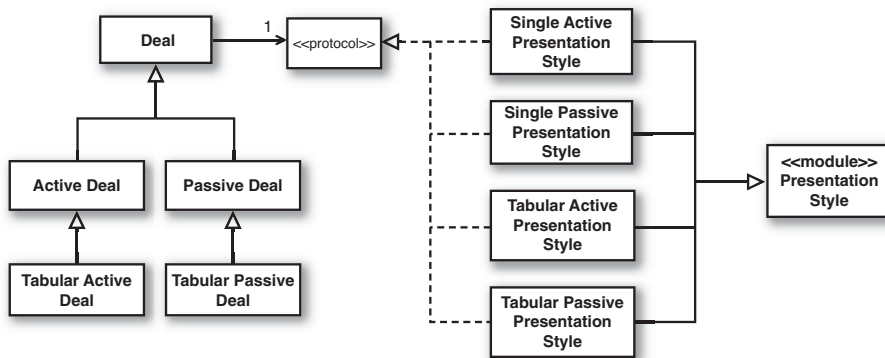 Deal
1
<<protocol>>
Single Active
Presentation
Style
Single Passive
Presentation
Style
<<module>>
Presentation
Style
Active Deal
Passive Deal
Tabular Active
Presentation
Style
Tabular Active
Deal
Tabular Passive
Deal
Tabular Passive
Presentation
Style